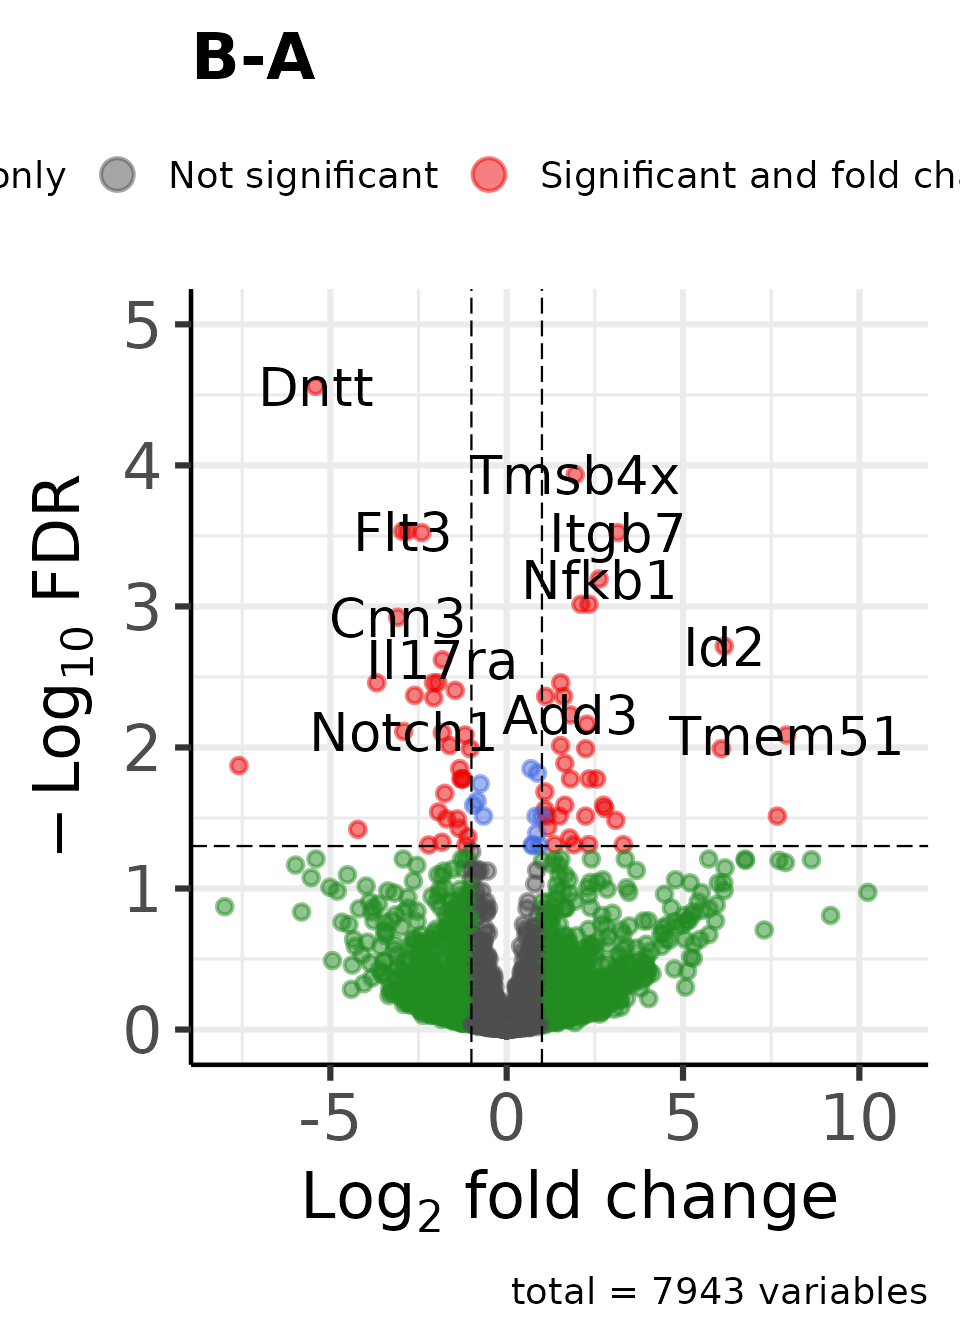 B-A
only Not significant Significant and fold cha
5
4
3
2
1
0
− Log10 FDR
Dntt
Tmsb4x
Flt3
Itgb7
Nfkb1
Cnn3
Id2
Il17ra
Add3
Notch1
Tmem51
-5 0 5 10
Log2 fold change
total = 7943 variables